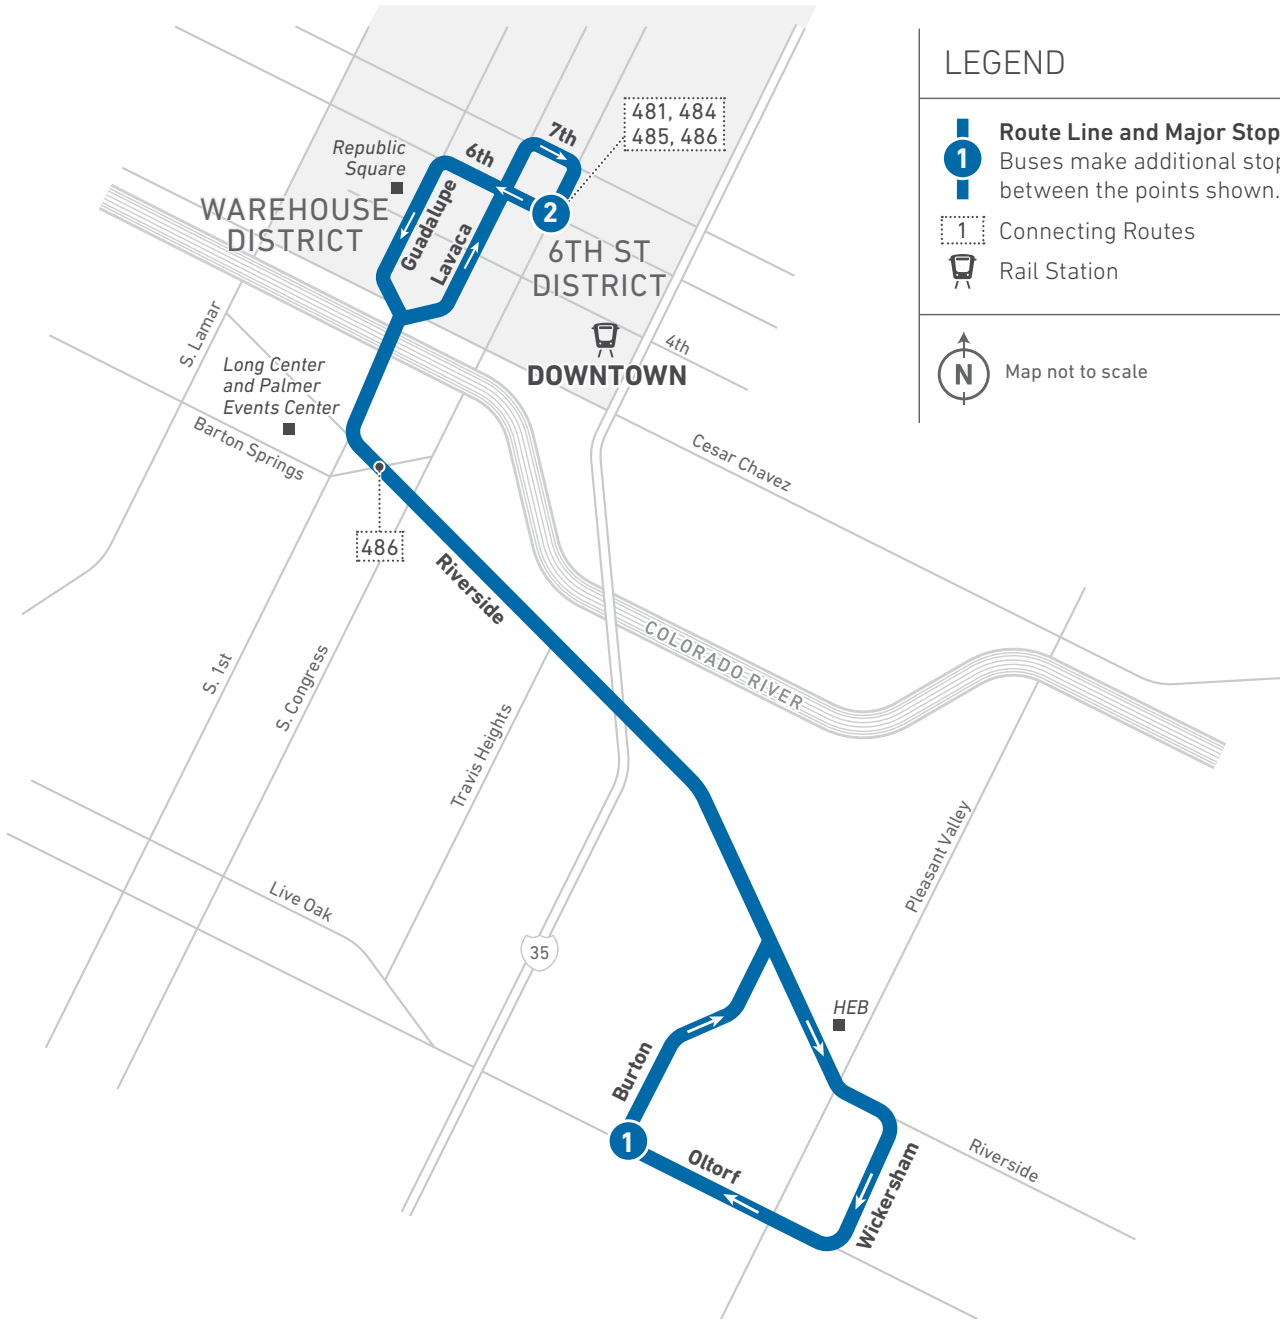 LEGEND
Route Line and Major Stop
Buses make additional stop
between the points shown.
1
1
Connecting Routes
Rail Station
N
Map not to scale
481, 484
485, 486
7th
6th
Republic
Square
WAREHOUSE
DISTRICT
Guadalupe
Lavaca
2
6TH ST
DISTRICT
S. Lamar
4th
DOWNTOWN
Long Center
and Palmer
Events Center
Barton Springs
Cesar Chavez
486
Riverside
COLORADO RIVER
S. 1st
S. Congress
Travis Heights
Pleasant Valley
Live Oak
35
HEB
Burton
1
Oltorf
Wickersham
Riverside